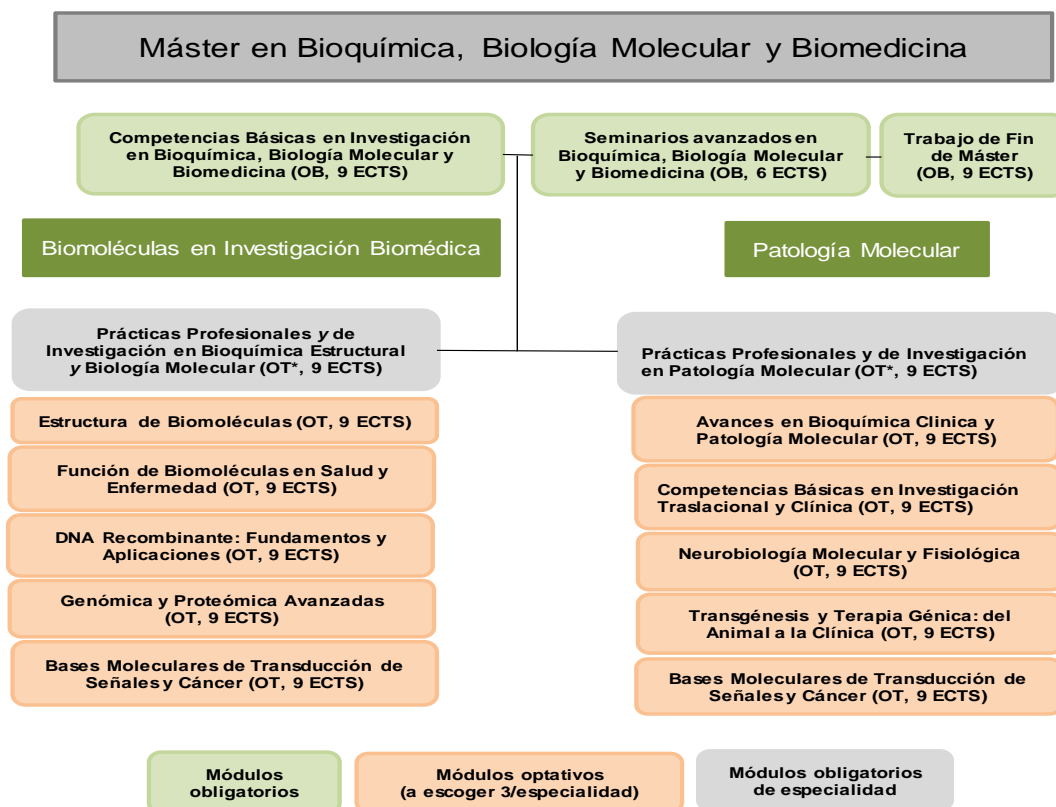 Máster en Bioquímica, Biología Molecular y Biomedicina
Competencias Básicas en Investigación
en Bioquímica, Biología Molecular y
Biomedicina (OB, 9 ECTS)
Seminarios avanzados en
Bioquímica, Biología Molecular
y Biomedicina (OB, 6 ECTS)
Trabajo de Fin
de Máster
(OB, 9 ECTS)
Biomoléculas en Investigación Biomédica
Patología Molecular
Prácticas Profesionales y de
Investigación en Bioquímica Estructural
y Biología Molecular (OT*, 9 ECTS)
Estructura de Biomoléculas (OT, 9 ECTS)
Función de Biomoléculas en Salud y
Enfermedad (OT, 9 ECTS)
DNA Recombinante: Fundamentos y
Aplicaciones (OT, 9 ECTS)
Genómica y Proteómica Avanzadas
(OT, 9 ECTS)
Bases Moleculares de Transducción de
Señales y Cáncer (OT, 9 ECTS)
Prácticas Profesionales y de Investigación
en Patología Molecular (OT*, 9 ECTS)
Avances en Bioquímica Clinica y
Patología Molecular (OT, 9 ECTS)
Competencias Básicas en Investigación
Traslacional y Clínica (OT, 9 ECTS)
Neurobiología Molecular y Fisiológica
(OT, 9 ECTS)
Transgénesis y Terapia Génica: del
Animal a la Clínica (OT, 9 ECTS)
Bases Moleculares de Transducción de
Señales y Cáncer (OT, 9 ECTS)
Módulos
obligatorios
Módulos optativos
(a escoger 3/especialidad)
Módulos obligatorios
de especialidad